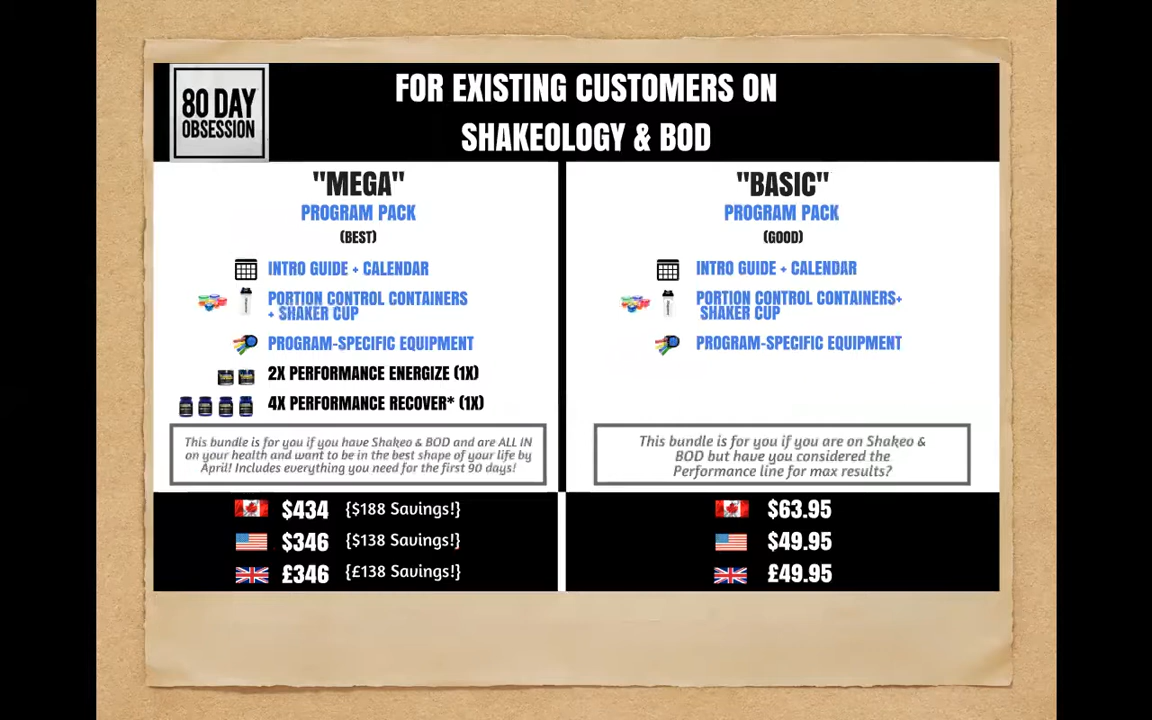 80 DAY
OBSESSION
FOR EXISTING CUSTOMERS ON
SHAKEOLOGY & BOD
"MEGA"
PROGRAM PACK
(BEST)
INTRO GUIDE + CALENDAR
PORTION CONTROL CONTAINERS
+ SHAKER CUP
PROGRAM-SPECIFIC EQUIPMENT
2X PERFORMANCE ENERGIZE (1X)
4X PERFORMANCE RECOVER* (1X)
This bundle is for you if you have Shakeo & BOD and are ALL IN
on your health and want to be in the best shape of your life by
April! Includes everything you need for the first 90 days!
$434 {$188 Savings!}
$346 {$138 Savings!}
£346 {£138 Savings!}
"BASIC"
PROGRAM PACK
(GOOD)
INTRO GUIDE + CALENDAR
PORTION CONTROL CONTAINERS+
SHAKER CUP
PROGRAM-SPECIFIC EQUIPMENT
This bundle is for you if you are on Shakeo &
BOD but have you considered the
Performance line for max results?
$63.95
$49.95
£49.95